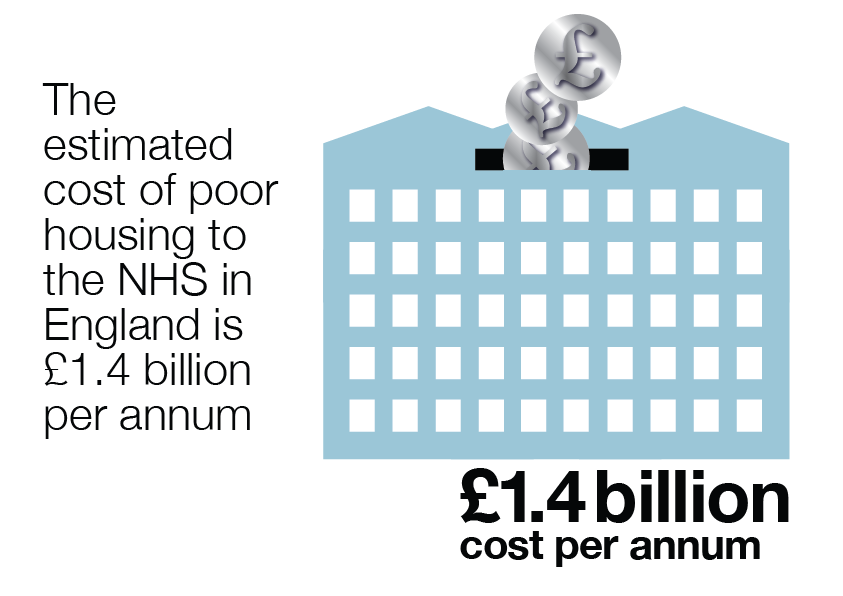 The
estimated
cost of poor
housing to
the NHS in
England is
£1.4 billion
per annum
£
£
£
£1.4 billion
cost per annum